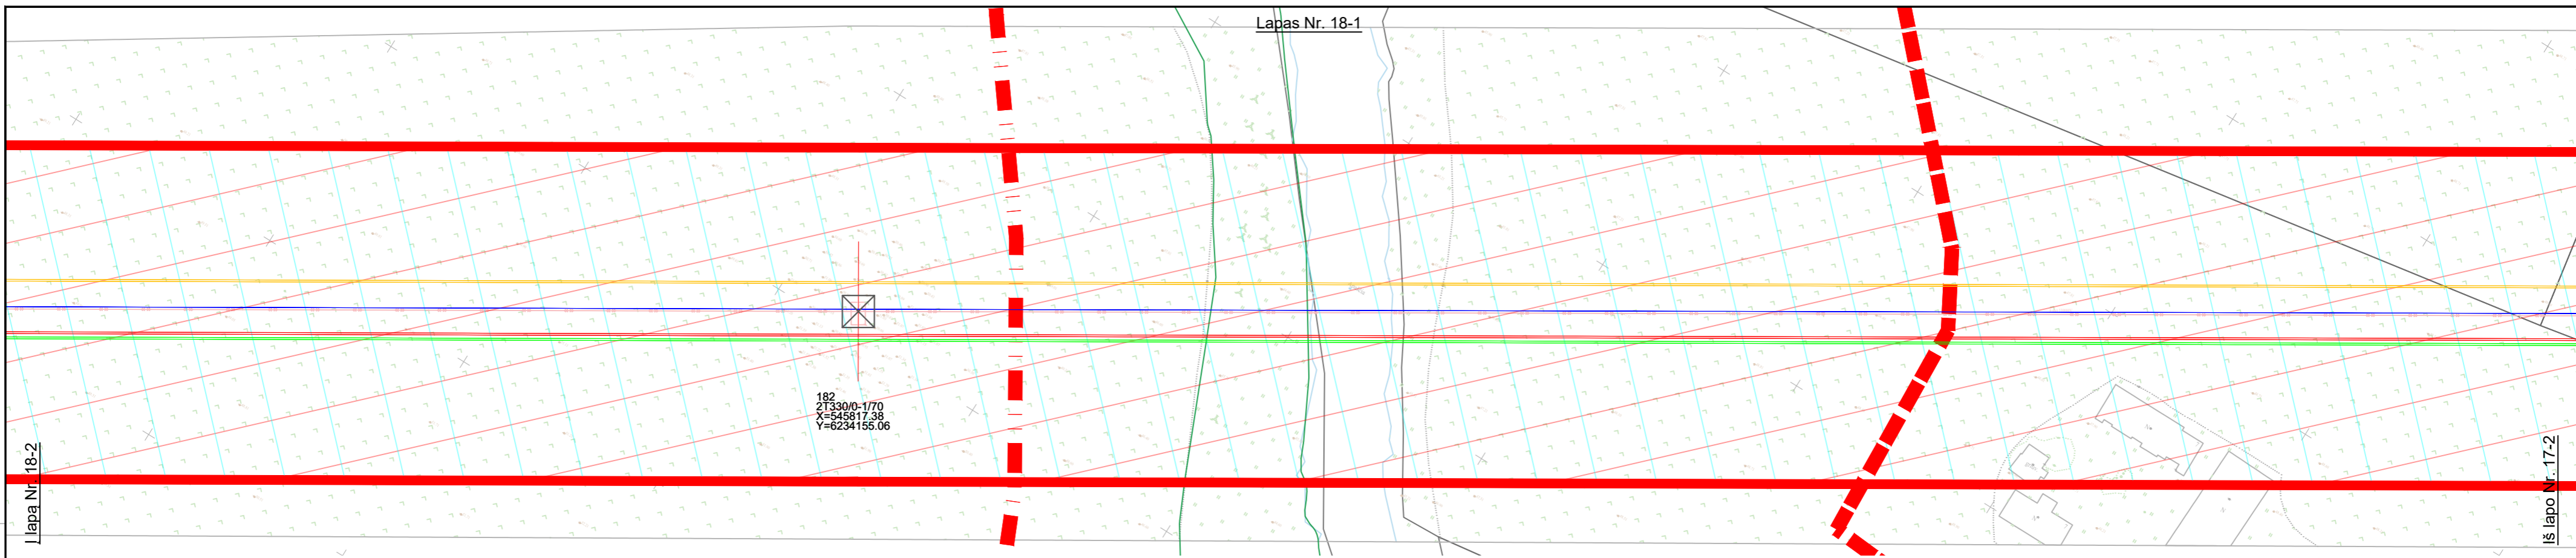 Lapas Nr. 18-1
182
2T330/0-1/70
X=545817.38
Y=6234155.06
Į lapą Nr. 18-2
Iš lapo Nr. 17-2